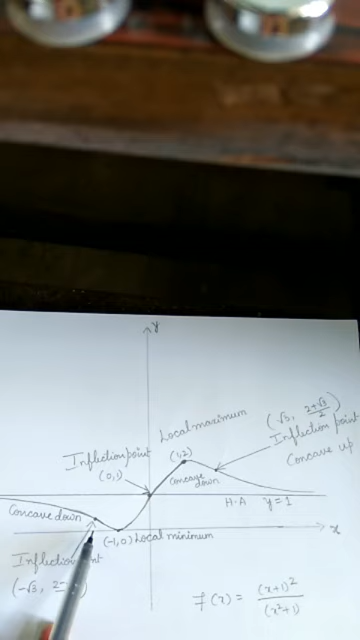 y
Local maximum
(√3, 2+√3/2)
Inflection point
Concave up
Inflection point
(0,1)
(1,2)
Concave
down
H.A y=1
Concave down
x
(-1,0) Local minimum
(-√3,
f(x) = (x+1)²/(x²+1)